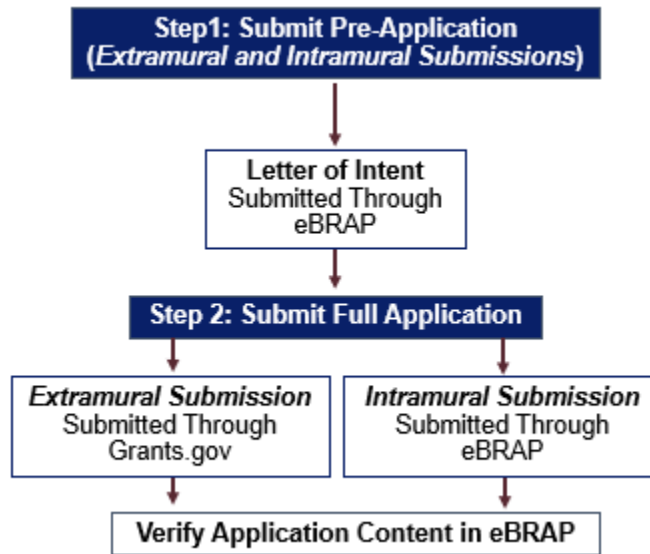 Step1: Submit Pre-Application
(Extramural and Intramural Submissions)
Letter of Intent
Submitted Through
eBRAP
Step 2: Submit Full Application
Extramural Submission
Submitted Through
Grants.gov
Intramural Submission
Submitted Through
eBRAP
Verify Application Content in eBRAP